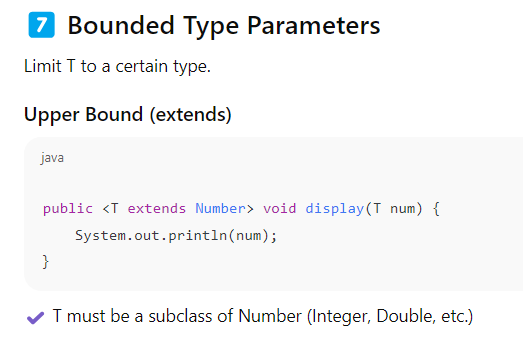 7 Bounded Type Parameters
Limit T to a certain type.
Upper Bound (extends)
java
public <T extends Number> void display(T num) {
    System.out.println(num);
}
✔ T must be a subclass of Number (Integer, Double, etc.)